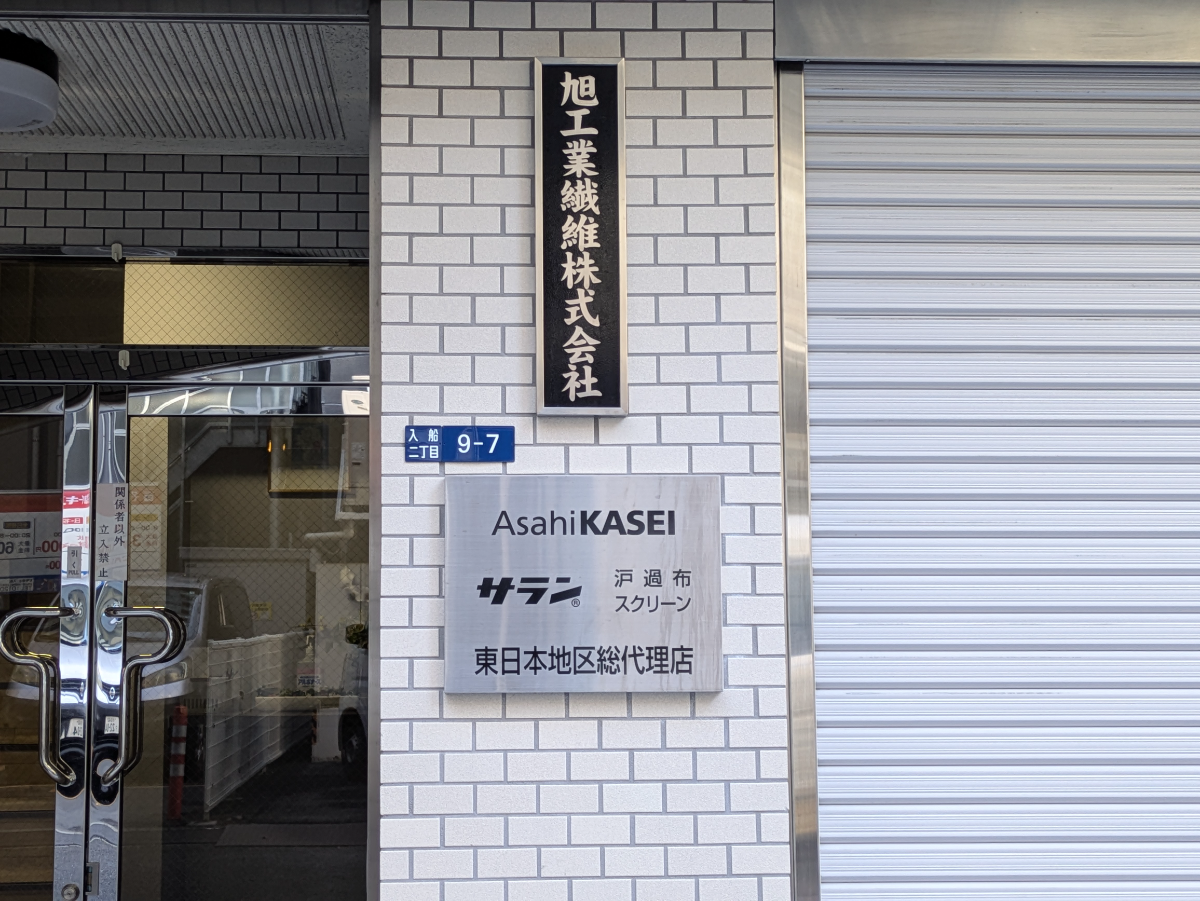 旭工業繊維株式会社
入船
二丁目
9-7
AsahiKASEI
サラン®
沪過布
スクリーン
東日本地区総代理店
関係者以外
立入禁止
引く